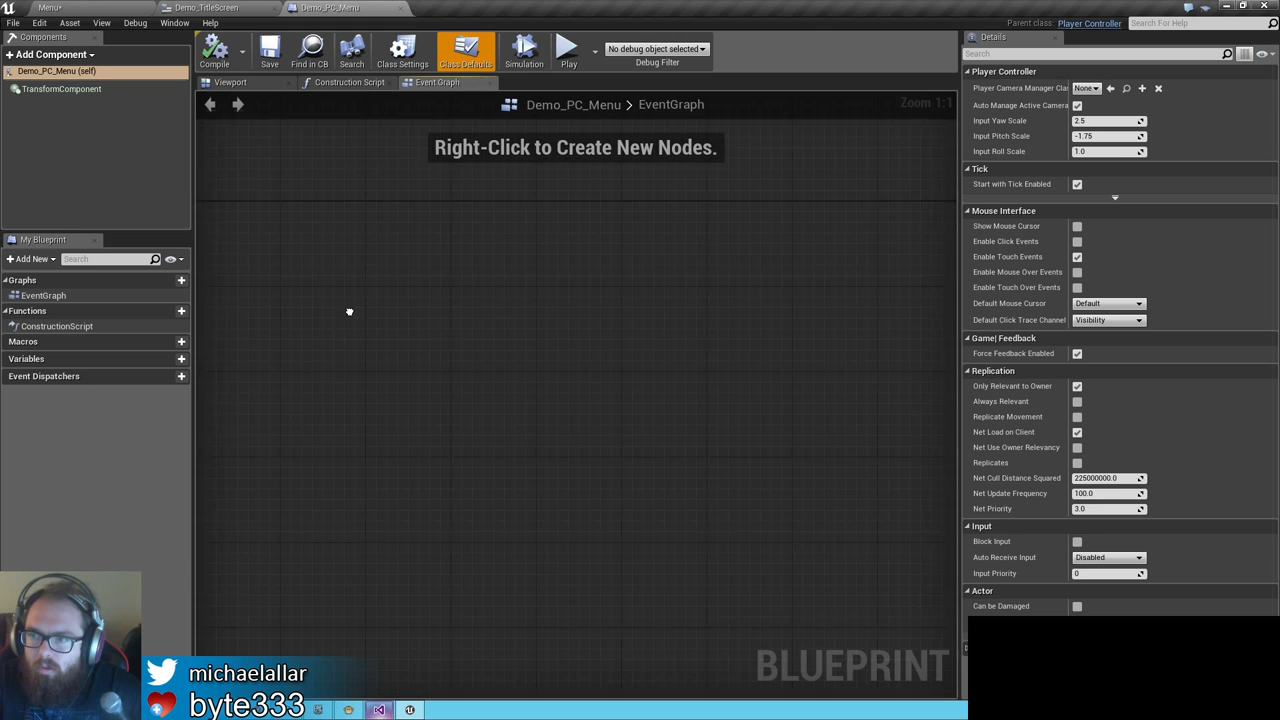 Menu*
Demo_TitleScreen
Demo_PC_Menu
File Edit Asset View Debug Window Help
Parent class: Player Controller
Search For Help
Components
Add Component
Demo_PC_Menu (self)
TransformComponent
Compile
Save
Find in CB
Search
Class Settings
Class Defaults
Simulation
Play
No debug object selected
Debug Filter
Viewport
Construction Script
Event Graph
Demo_PC_Menu > EventGraph
Zoom 1:1
Right-Click to Create New Nodes.
BLUEPRINT
My Blueprint
Add New
Search
Graphs
EventGraph
Functions
ConstructionScript
Macros
Variables
Event Dispatchers
Details
Search
Player Controller
Player Camera Manager Clas None
Auto Manage Active Camera
Input Yaw Scale 2.5
Input Pitch Scale -1.75
Input Roll Scale 1.0
Tick
Start with Tick Enabled
Mouse Interface
Show Mouse Cursor
Enable Click Events
Enable Touch Events
Enable Mouse Over Events
Enable Touch Over Events
Default Mouse Cursor Default
Default Click Trace Channel Visibility
Game| Feedback
Force Feedback Enabled
Replication
Only Relevant to Owner
Always Relevant
Replicate Movement
Net Load on Client
Net Use Owner Relevancy
Replicates
Net Cull Distance Squared 225000000.0
Net Update Frequency 100.0
Net Priority 3.0
Input
Block Input
Auto Receive Input Disabled
Input Priority 0
Actor
Can be Damaged
michaelallar
byte333